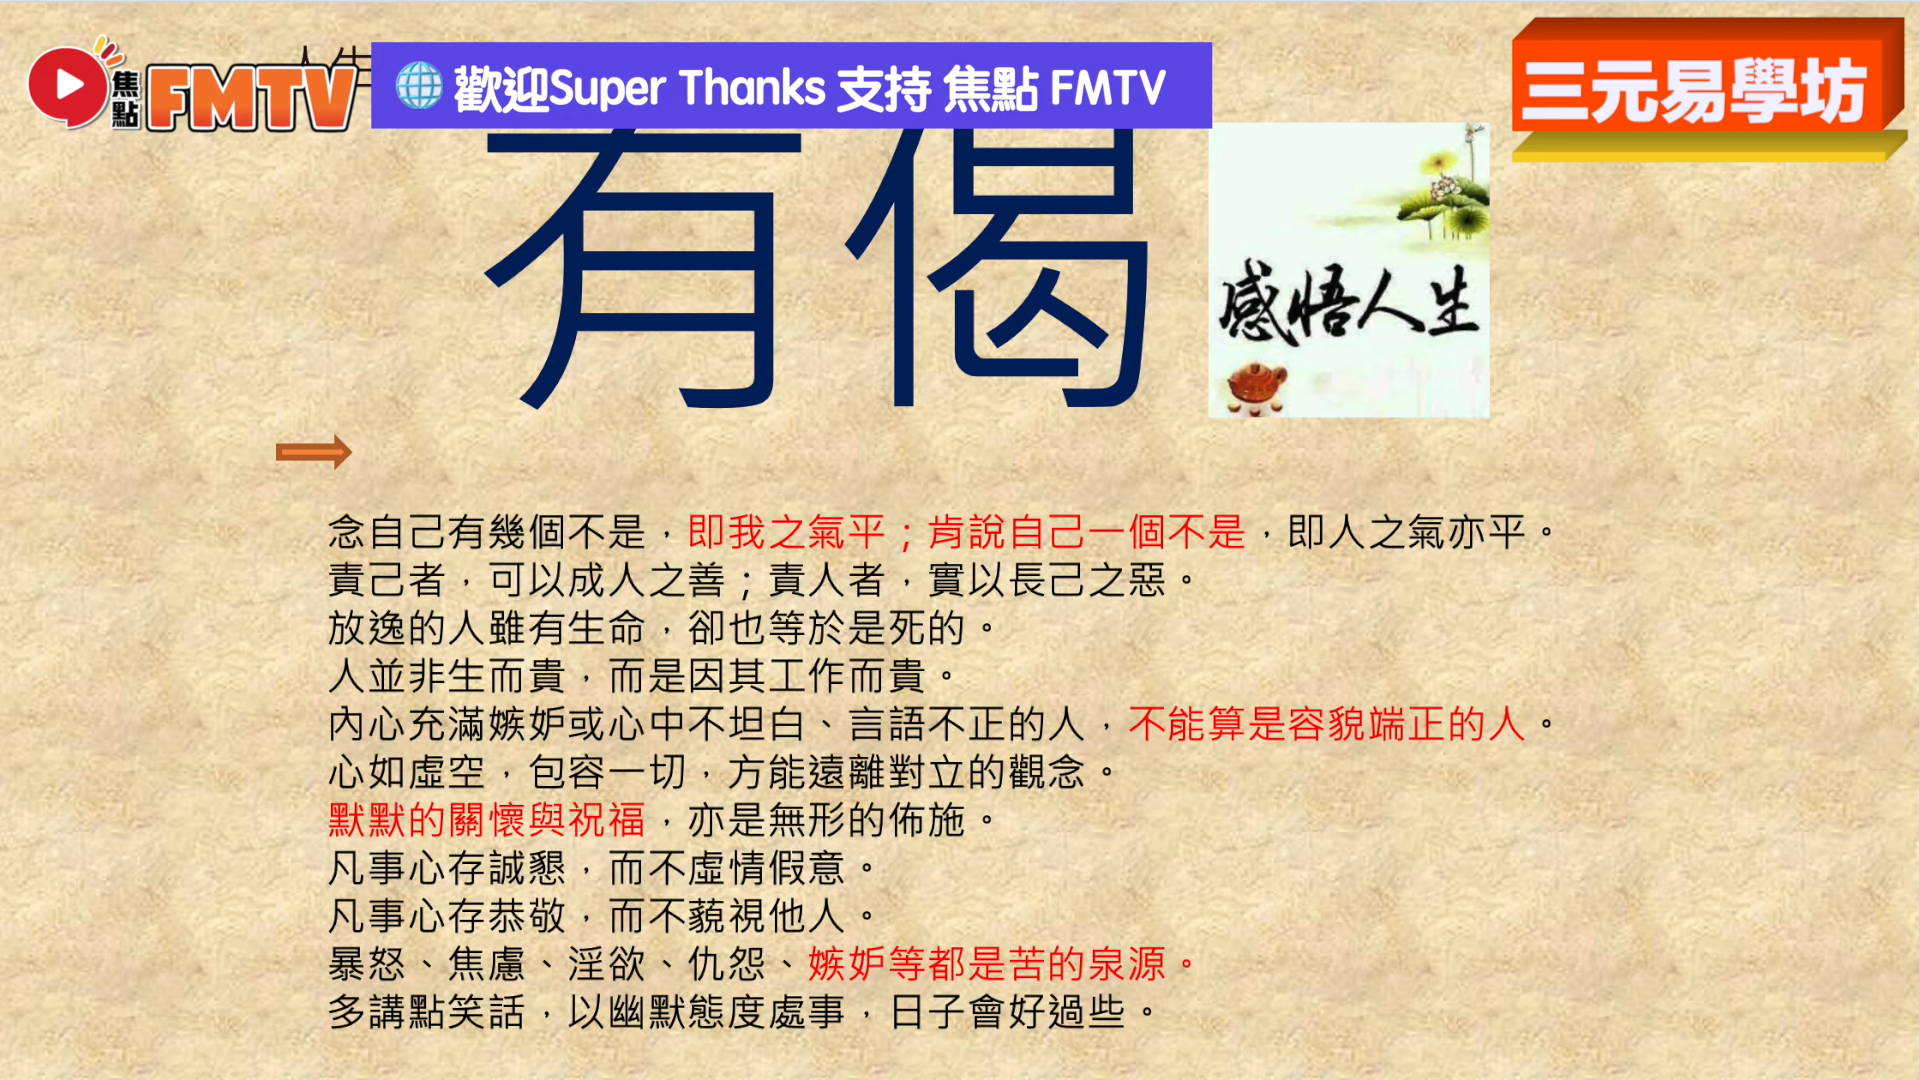 人生
焦點 FMTV
歡迎Super Thanks 支持 焦點 FMTV
三元易學坊
有偈
感悟人生
念自己有幾個不是，即我之氣平；肯說自己一個不是，即人之氣亦平。
責己者，可以成人之善；責人者，實以長己之惡。
放逸的人雖有生命，卻也等於是死的。
人並非生而貴，而是因其工作而貴。
內心充滿嫉妒或心中不坦白、言語不正的人，不能算是容貌端正的人。
心如虛空，包容一切，方能遠離對立的觀念。
默默的關懷與祝福，亦是無形的佈施。
凡事心存誠懇，而不虛情假意。
凡事心存恭敬，而不藐視他人。
暴怒、焦慮、淫欲、仇怨、嫉妒等都是苦的泉源。
多講點笑話，以幽默態度處事，日子會好過些。